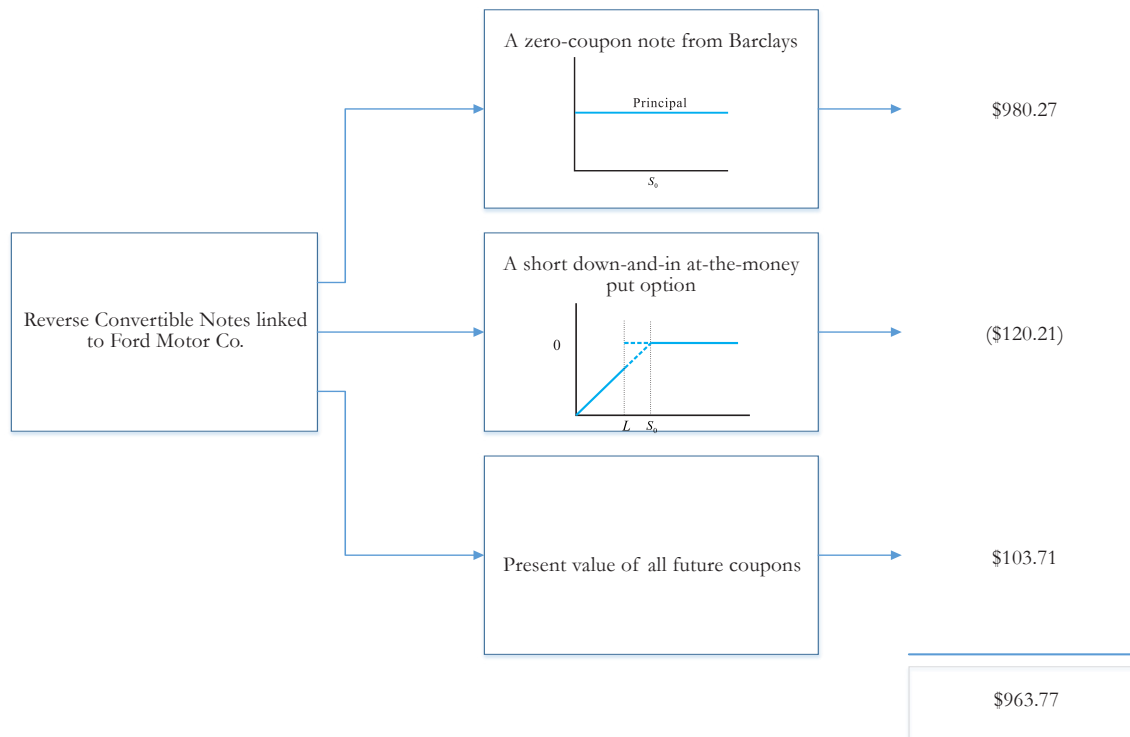 A zero-coupon note from Barclays
Principal
S₀
$980.27
Reverse Convertible Notes linked
to Ford Motor Co.
A short down-and-in at-the-money
put option
0
L S₀
($120.21)
Present value of all future coupons
$103.71
$963.77